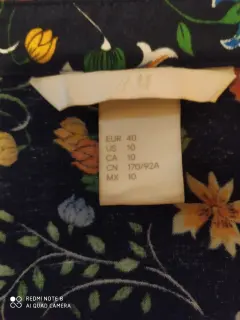 EUR 40
US 10
CA 10
CN 170/92A
MX 10
REDMI NOTE 8
AI QUAD CAMERA